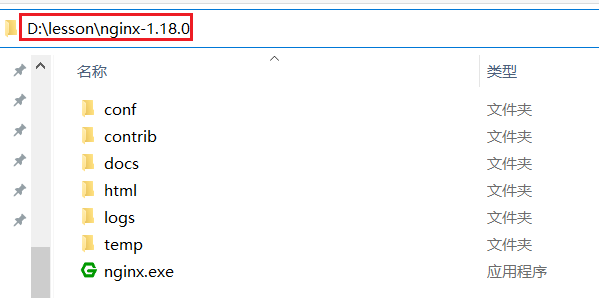 D:\lesson\nginx-1.18.0
名称 类型
conf 文件夹
contrib 文件夹
docs 文件夹
html 文件夹
logs 文件夹
temp 文件夹
nginx.exe 应用程序